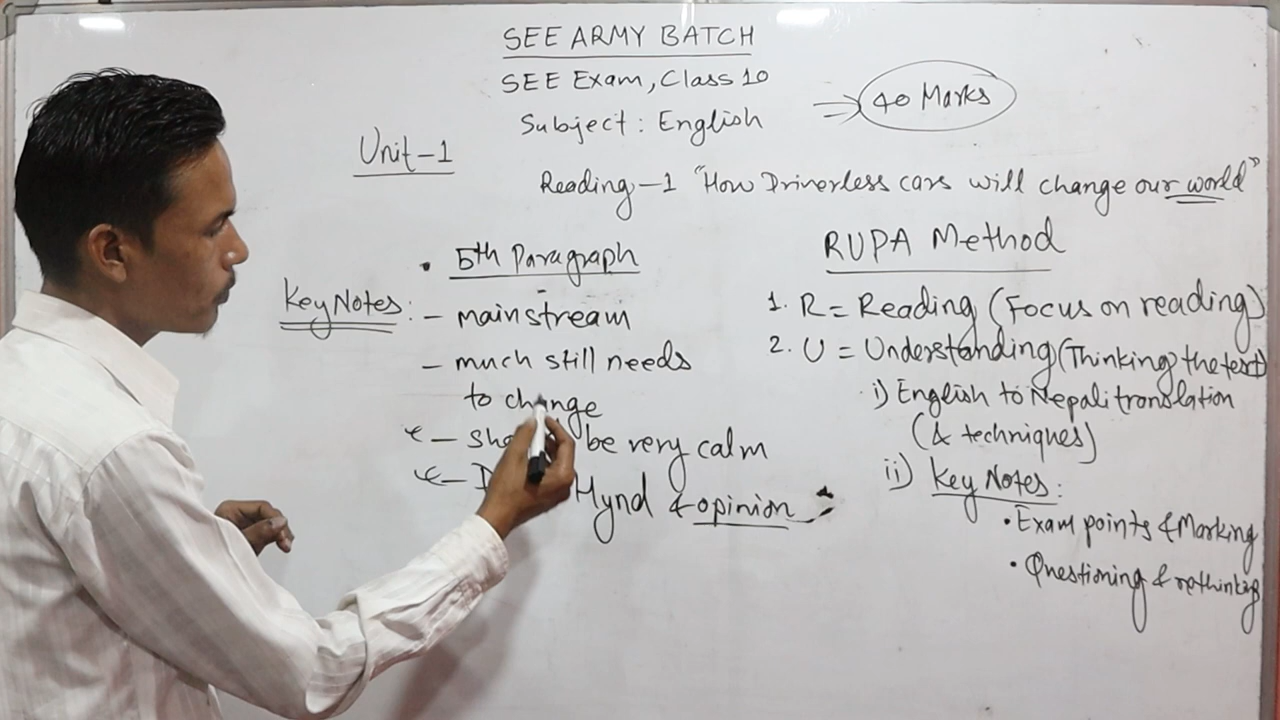 SEE ARMY BATCH
SEE Exam, Class 10
Subject : English
⇒ 40 Marks
Unit-1
Reading-1 "How Driverless cars will change our world"
• 5th Paragraph
Key Notes :
- mainstream
- much still needs
to change
- be very calm
- Hynd & opinion
RUPA Method
1. R = Reading (Focus on reading)
2. U = Understanding (Thinking the text)
i) English to Nepali translation
(& techniques)
ii) Key Notes :
• Exam points & Marking
• Questioning & rethinking